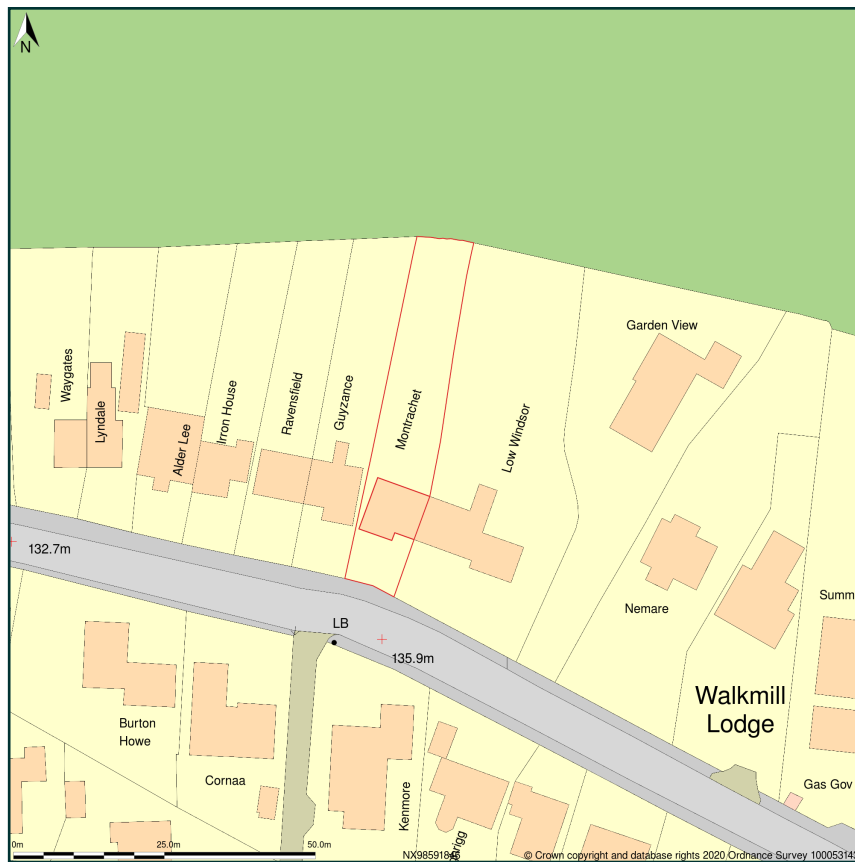 N
Garden View
Waygates
Lyndale
Alder Lee
Irron House
Ravensfield
Guyzance
Montrachet
Low Windsor
132.7m
Nemare
Summ
LB
135.9m
Walkmill
Lodge
Burton
Howe
Cornaa
Kenmore
Gas Gov
0m
25.0m
50.0m
© Crown copyright and database rights 2020 Ordnance Survey 10005314